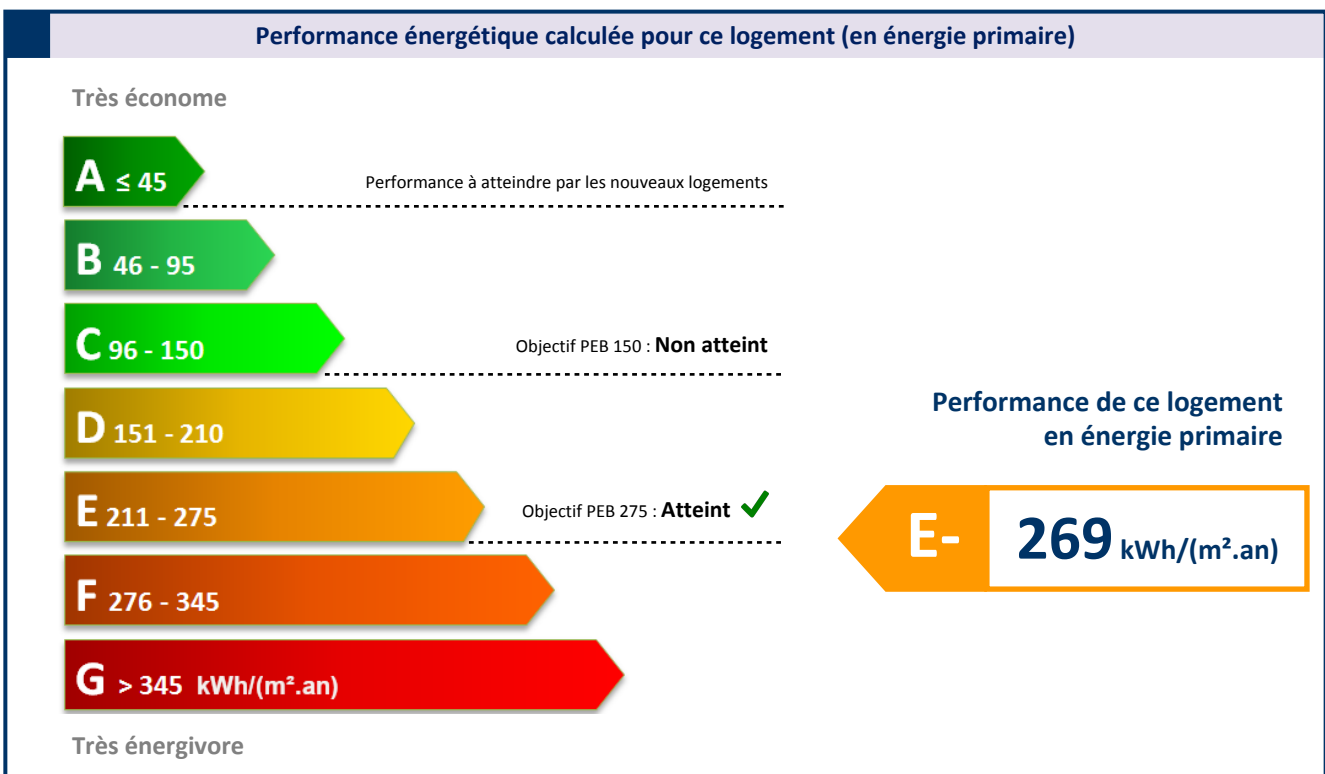 Performance énergétique calculée pour ce logement (en énergie primaire)
Très économe
A ≤ 45
Performance à atteindre par les nouveaux logements
B 46 - 95
C 96 - 150
Objectif PEB 150 : Non atteint
D 151 - 210
E 211 - 275
Objectif PEB 275 : Atteint ✓
F 276 - 345
G > 345 kWh/(m².an)
Très énergivore
Performance de ce logement
en énergie primaire
E- 269 kWh/(m².an)